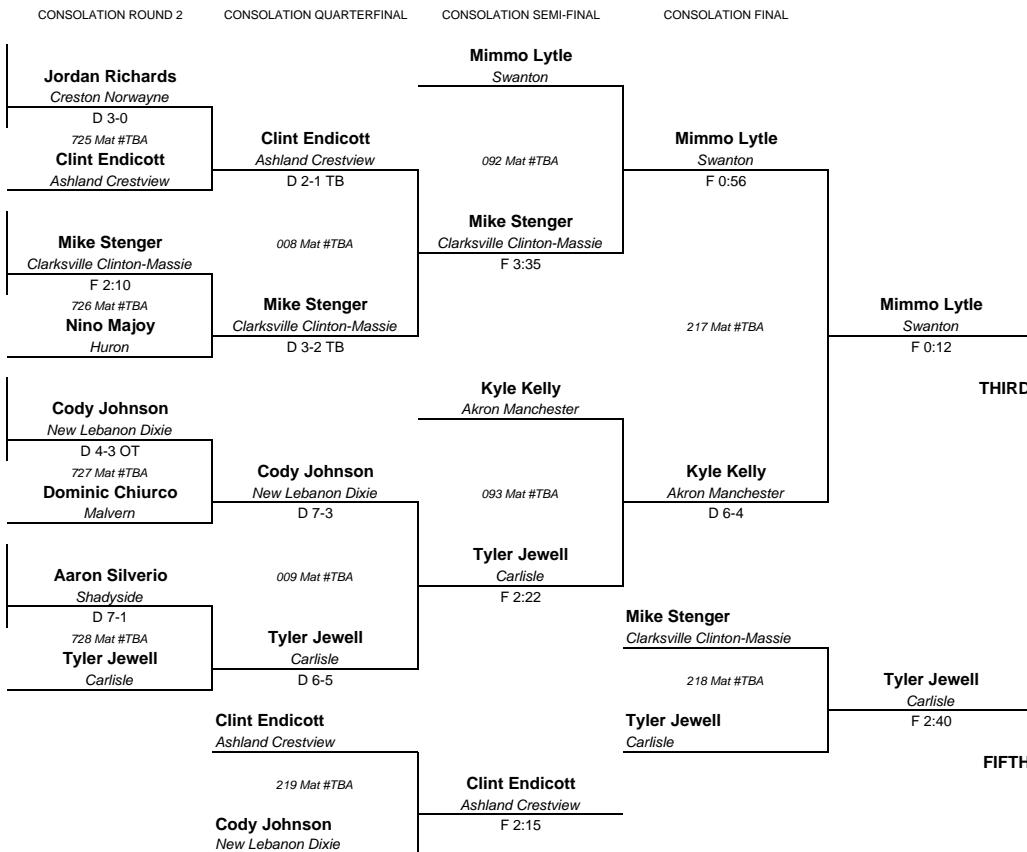 CONSOLATION ROUND 2
CONSOLATION QUARTERFINAL
CONSOLATION SEMI-FINAL
CONSOLATION FINAL
Jordan Richards
Creston Norwayne
D 3-0
725 Mat #TBA
Clint Endicott
Ashland Crestview
Mike Stenger
Clarksville Clinton-Massie
F 2:10
726 Mat #TBA
Nino Majoy
Huron
Cody Johnson
New Lebanon Dixie
D 4-3 OT
727 Mat #TBA
Dominic Chiurco
Malvern
Aaron Silverio
Shadyside
D 7-1
728 Mat #TBA
Tyler Jewell
Carlisle
Clint Endicott
Ashland Crestview
D 2-1 TB
008 Mat #TBA
Mike Stenger
Clarksville Clinton-Massie
D 3-2 TB
Cody Johnson
New Lebanon Dixie
D 7-3
009 Mat #TBA
Tyler Jewell
Carlisle
D 6-5
Clint Endicott
Ashland Crestview
219 Mat #TBA
Cody Johnson
New Lebanon Dixie
Mimmo Lytle
Swanton
092 Mat #TBA
Mike Stenger
Clarksville Clinton-Massie
F 3:35
Kyle Kelly
Akron Manchester
093 Mat #TBA
Tyler Jewell
Carlisle
F 2:22
Clint Endicott
Ashland Crestview
F 2:15
Mimmo Lytle
Swanton
F 0:56
217 Mat #TBA
Kyle Kelly
Akron Manchester
D 6-4
Mike Stenger
Clarksville Clinton-Massie
218 Mat #TBA
Tyler Jewell
Carlisle
Mimmo Lytle
Swanton
F 0:12
THIRD
Tyler Jewell
Carlisle
F 2:40
FIFTH